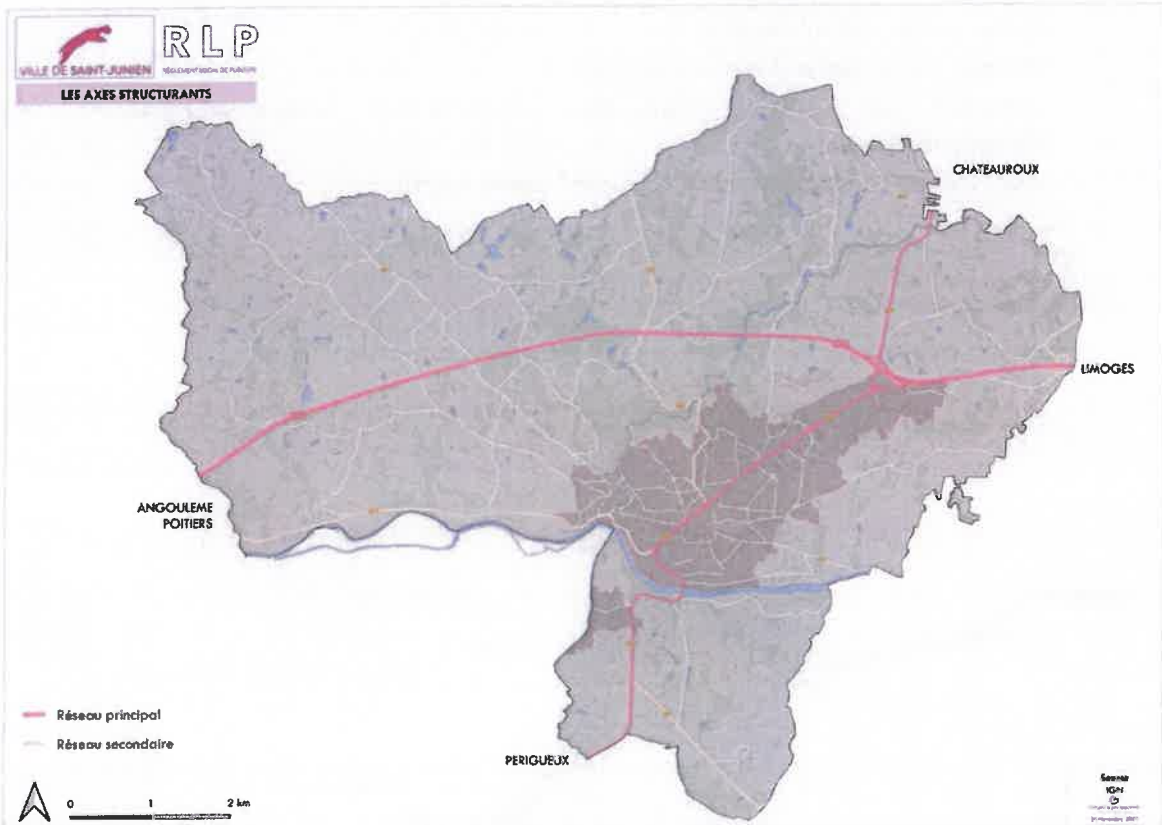 RLP
VILLE DE SAINT-JUNIEN
LES AXES STRUCTURANTS
CHATEAUROUX
LIMOGES
ANGOULEME
POITIERS
PERIGUEUX
Réseau principal
Réseau secondaire
0 1 2 km
Source
IGN